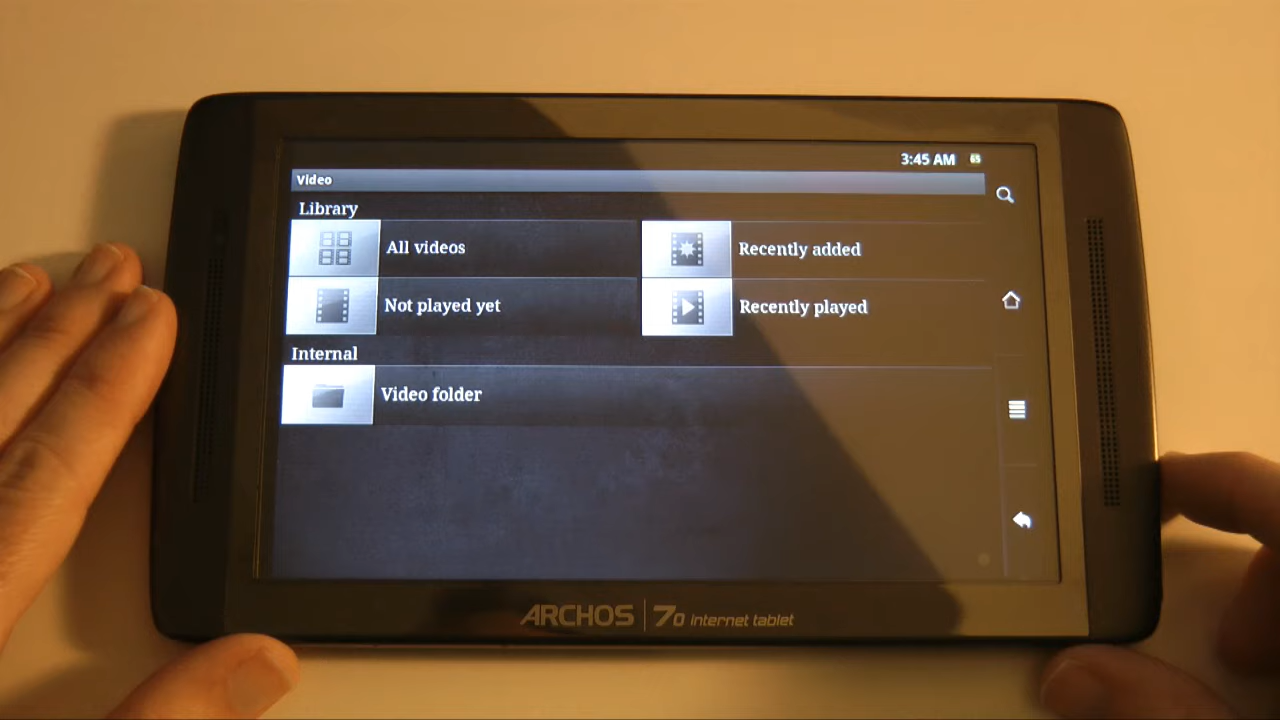 3:45 AM 65
Video
Library
All videos
Recently added
Not played yet
Recently played
Internal
Video folder
ARCHOS 70 internet tablet